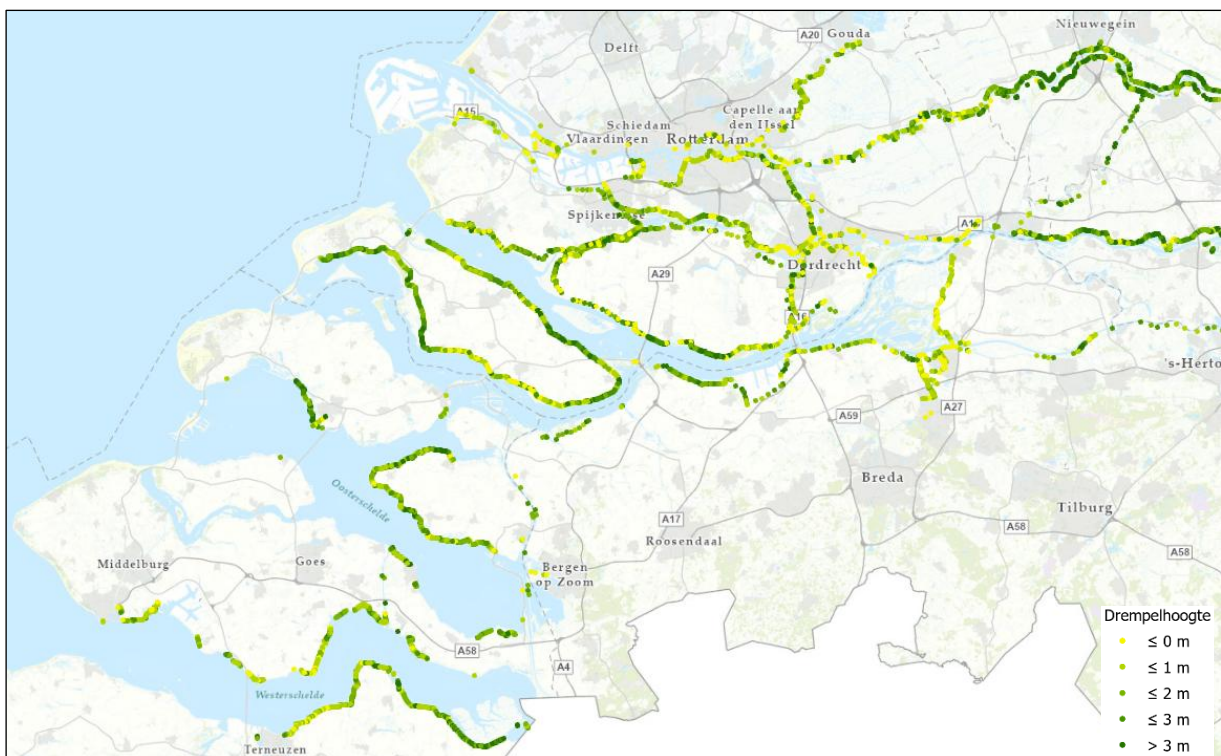 Nieuwegein
A20
Gouda
Delft
A15
Capelle aan
den IJssel
Schiedam
Vlaardingen
Rotterdam
Spijkenisse
A1
Dordrecht
A29
A16
's-Herto
A59
A27
Oosterschelde
Breda
A17
Tilburg
A58
Roosendaal
Middelburg
Goes
Bergen
op Zoom
A58
A58
A4
Westerschelde
Terneuzen
Drempelhoogte
≤ 0 m
≤ 1 m
≤ 2 m
≤ 3 m
> 3 m